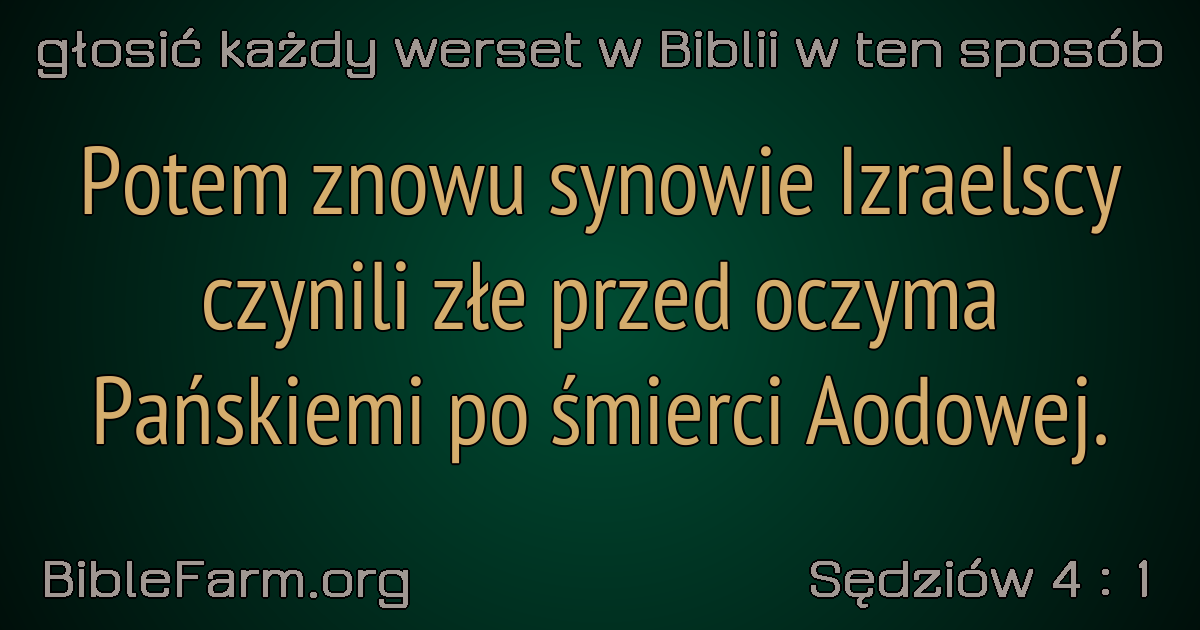 głosić każdy werset w Biblii w ten sposób
Potem znowu synowie Izraelscy
czynili złe przed oczyma
Pańskiemi po śmierci Aodowej.
BibleFarm.org
Sędziów 4 : 1